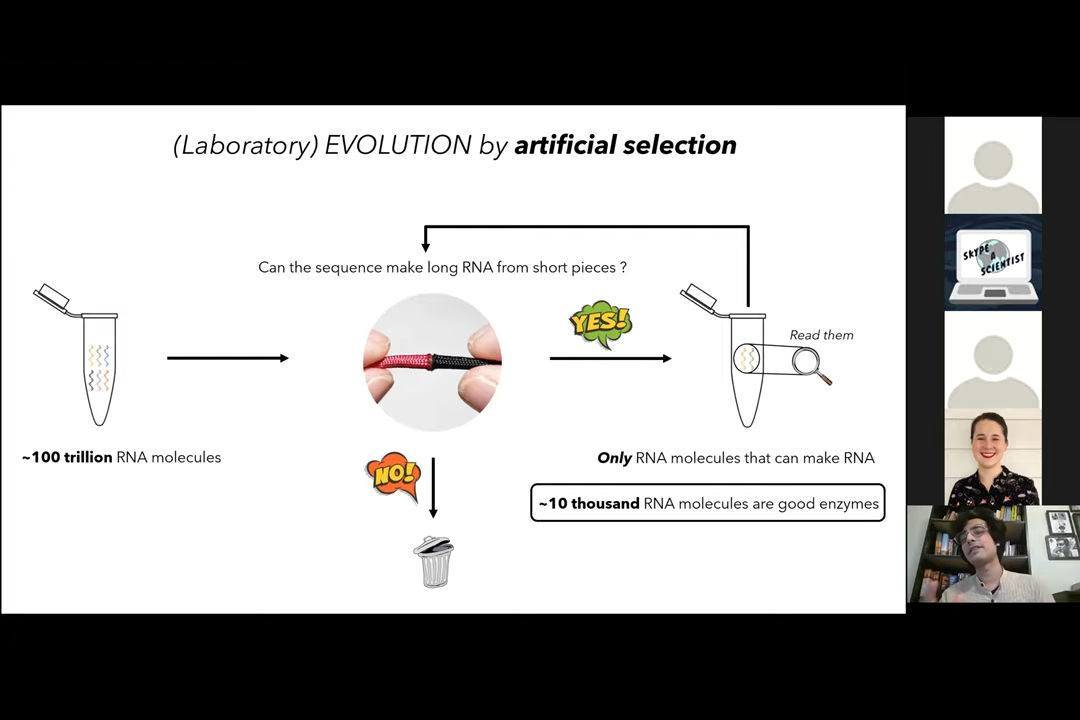 (Laboratory) EVOLUTION by artificial selection
Can the sequence make long RNA from short pieces ?
YES!
Read them
~100 trillion RNA molecules
NO!
Only RNA molecules that can make RNA
~10 thousand RNA molecules are good enzymes
SKYPE
A
SCIENTIST